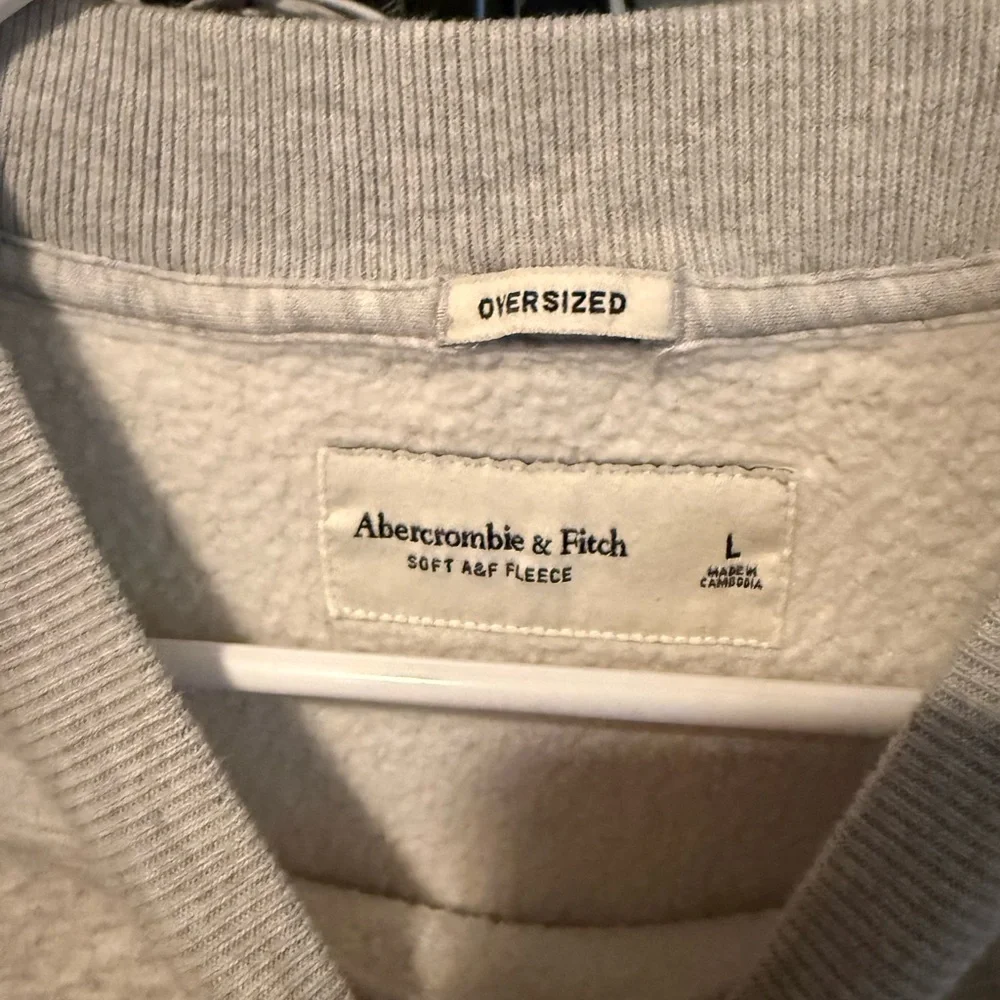 OVERSIZED
Abercrombie & Fitch
SOFT A&F FLEECE
L
MADE IN
CAMBODIA